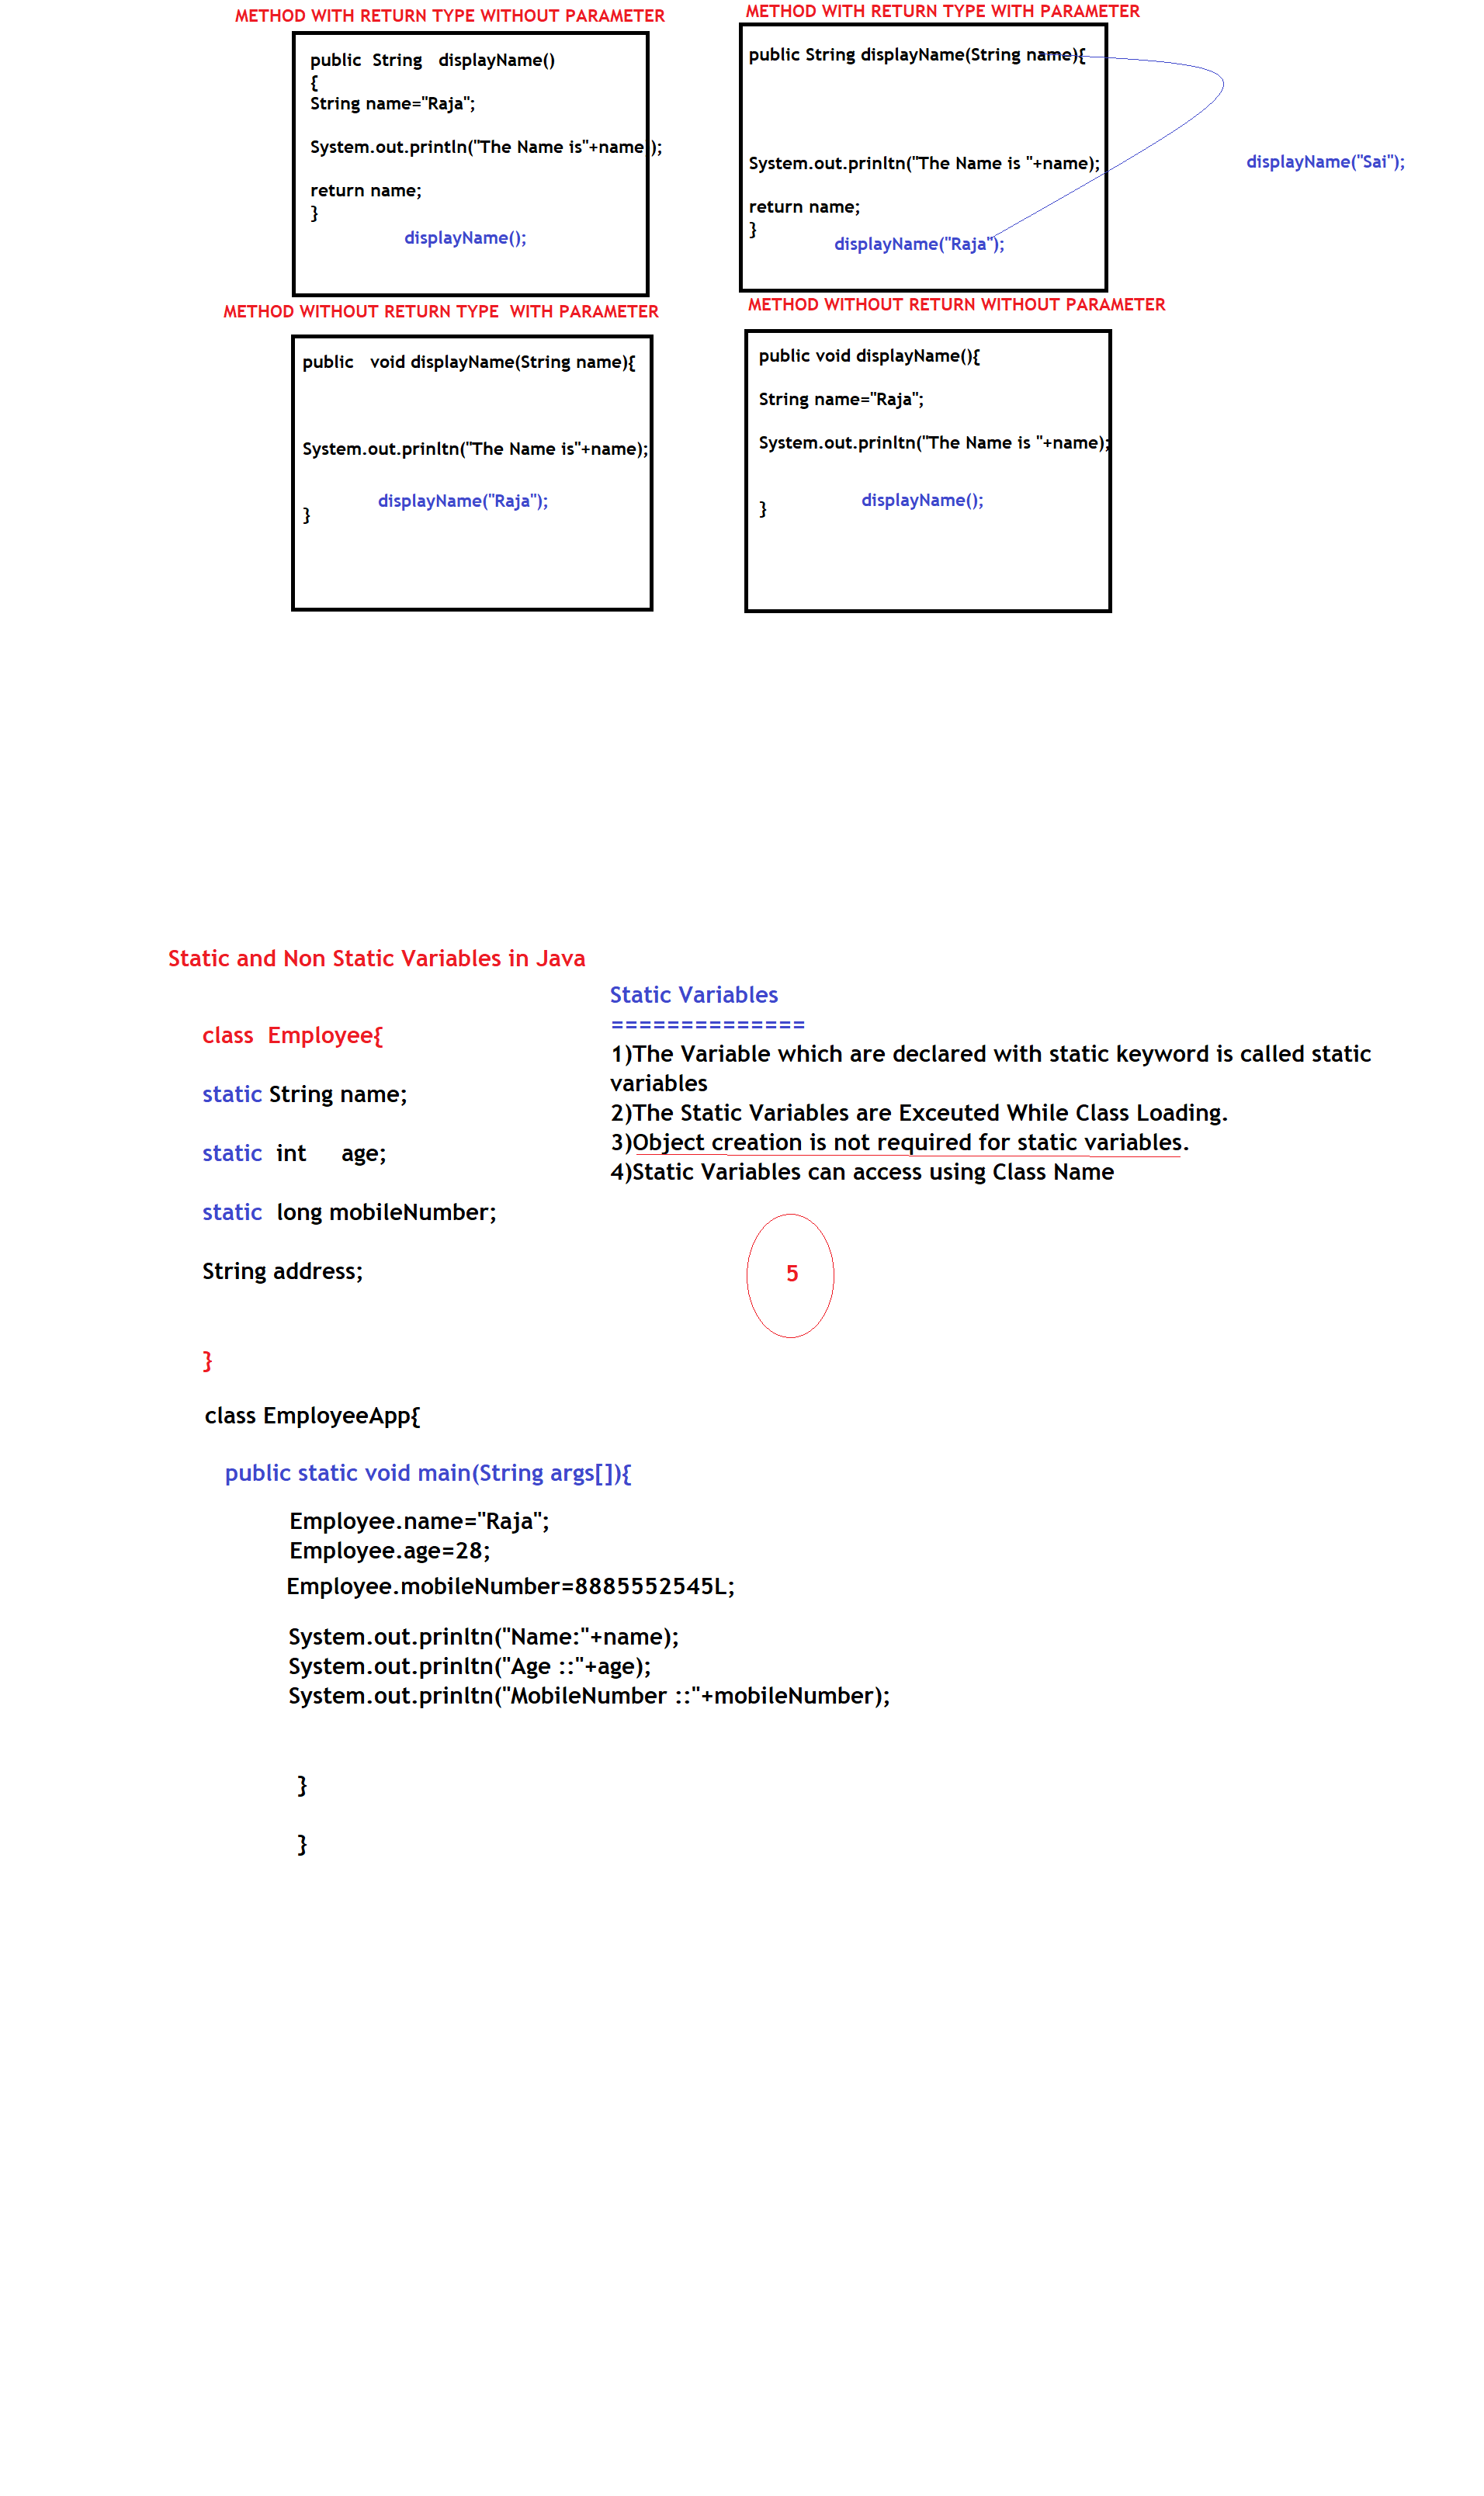 METHOD WITH RETURN TYPE WITHOUT PARAMETER
public  String   displayName()
{
String name="Raja";
System.out.println("The Name is"+name);
return name;
}
displayName();
METHOD WITH RETURN TYPE WITH PARAMETER
public String displayName(String name){
System.out.prinltn("The Name is "+name);
return name;
}
displayName("Raja");
displayName("Sai");
METHOD WITHOUT RETURN TYPE  WITH PARAMETER
public   void displayName(String name){
System.out.prinltn("The Name is"+name);
displayName("Raja");
}
METHOD WITHOUT RETURN WITHOUT PARAMETER
public void displayName(){
String name="Raja";
System.out.prinltn("The Name is "+name);
displayName();
}
Static and Non Static Variables in Java
class  Employee{
static String name;
static  int     age;
static  long mobileNumber;
String address;
}
Static Variables
==============
1)The Variable which are declared with static keyword is called static
variables
2)The Static Variables are Exceuted While Class Loading.
3)Object creation is not required for static variables.
4)Static Variables can access using Class Name
5
class EmployeeApp{
public static void main(String args[]){
Employee.name="Raja";
Employee.age=28;
Employee.mobileNumber=8885552545L;
System.out.prinltn("Name:"+name);
System.out.prinltn("Age ::"+age);
System.out.prinltn("MobileNumber ::"+mobileNumber);
}
}